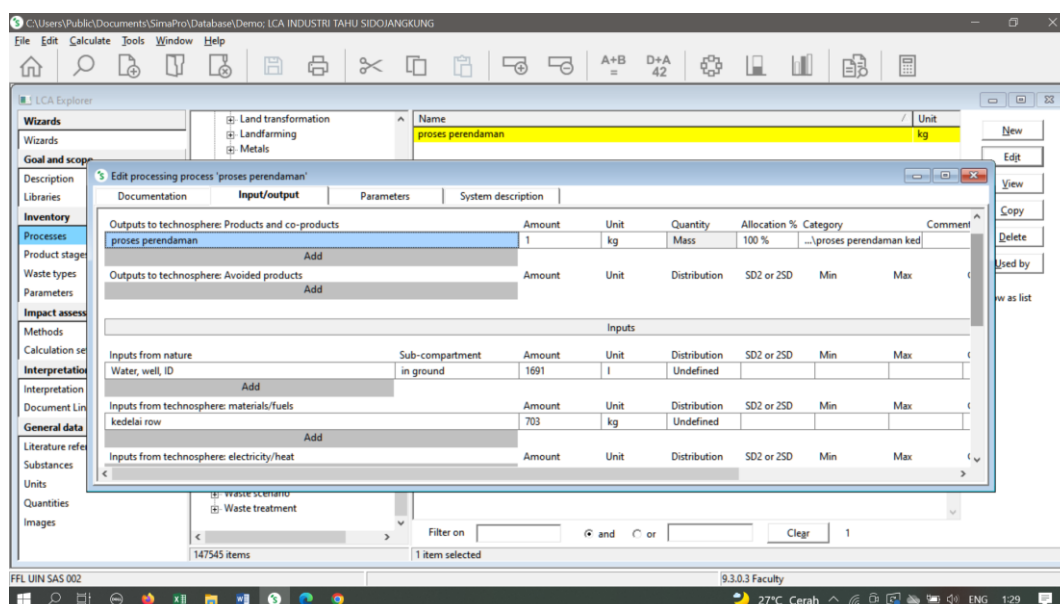 C:\Users\Public\Documents\SimaPro\Database\Demo; LCA INDUSTRI TAHU SIDOJANGKUNG
File Edit Calculate Tools Window Help
A+B = D+A 42
LCA Explorer
Wizards
Wizards
Goal and scope
Description
Libraries
Inventory
Processes
Product stages
Waste types
Parameters
Impact assess
Methods
Calculation se
Interpretation
Interpretation
Document Lin
General data
Literature refe
Substances
Units
Quantities
Images
Land transformation
Landfarming
Metals
Name / Unit
proses perendaman kg
New
Edit
View
Copy
Delete
Used by
ow as list
Edit processing process 'proses perendaman'
Documentation Input/output Parameters System description
Outputs to technosphere: Products and co-products Amount Unit Quantity Allocation % Category Comment
proses perendaman 1 kg Mass 100 % ...\proses perendaman ked
Add
Outputs to technosphere: Avoided products Amount Unit Distribution SD2 or 2SD Min Max
Add
Inputs
Inputs from nature Sub-compartment Amount Unit Distribution SD2 or 2SD Min Max
Water, well, ID in ground 1691 l Undefined
Add
Inputs from technosphere: materials/fuels Amount Unit Distribution SD2 or 2SD Min Max
kedelai row 703 kg Undefined
Add
Inputs from technosphere: electricity/heat Amount Unit Distribution SD2 or 2SD Min Max
Waste scenario
Waste treatment
Filter on and or Clear 1
147545 items 1 item selected
FFL UIN SAS 002 9.3.0.3 Faculty
27°C Cerah ENG 1:29